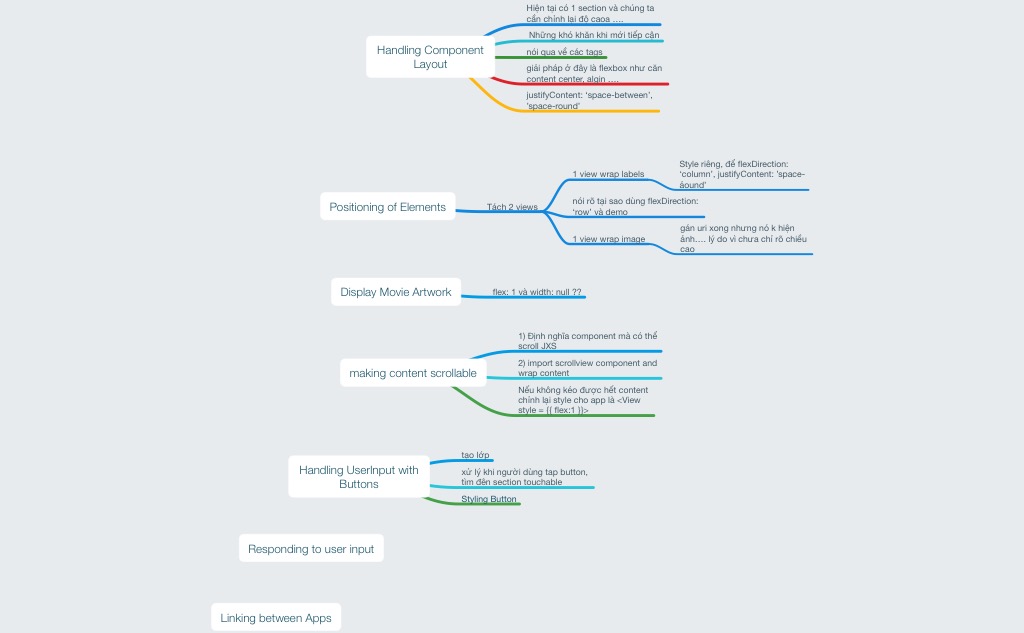 Handling Component
Layout
Hiện tại có 1 section và chúng ta
cần chỉnh lại độ caoa ….
Những khó khăn khi mới tiếp cận
nói qua về các tags
giải pháp ở đây là flexbox như căn
content center, algin ….
justifyContent: ‘space-between’,
’space-round’
Positioning of Elements
Tách 2 views
1 view wrap labels
Style riêng, để flexDirection:
‘column’, justifyContent: ’space-
áound’
nói rõ tại sao dùng flexDirection:
‘row’ và demo
1 view wrap image
gán uri xong nhưng nó k hiện
ảnh…. lý do vì chưa chỉ rõ chiều
cao
Display Movie Artwork
flex: 1 và width: null ??
making content scrollable
1) Định nghĩa component mà có thể
scroll JXS
2) import scrollview component and
wrap content
Nếu không kéo được hết content
chỉnh lại style cho app là <View
style = {{ flex:1 }}>
Handling UserInput with
Buttons
tạo lớp
xử lý khi người dùng tap button,
tìm đến section touchable
Styling Button
Responding to user input
Linking between Apps